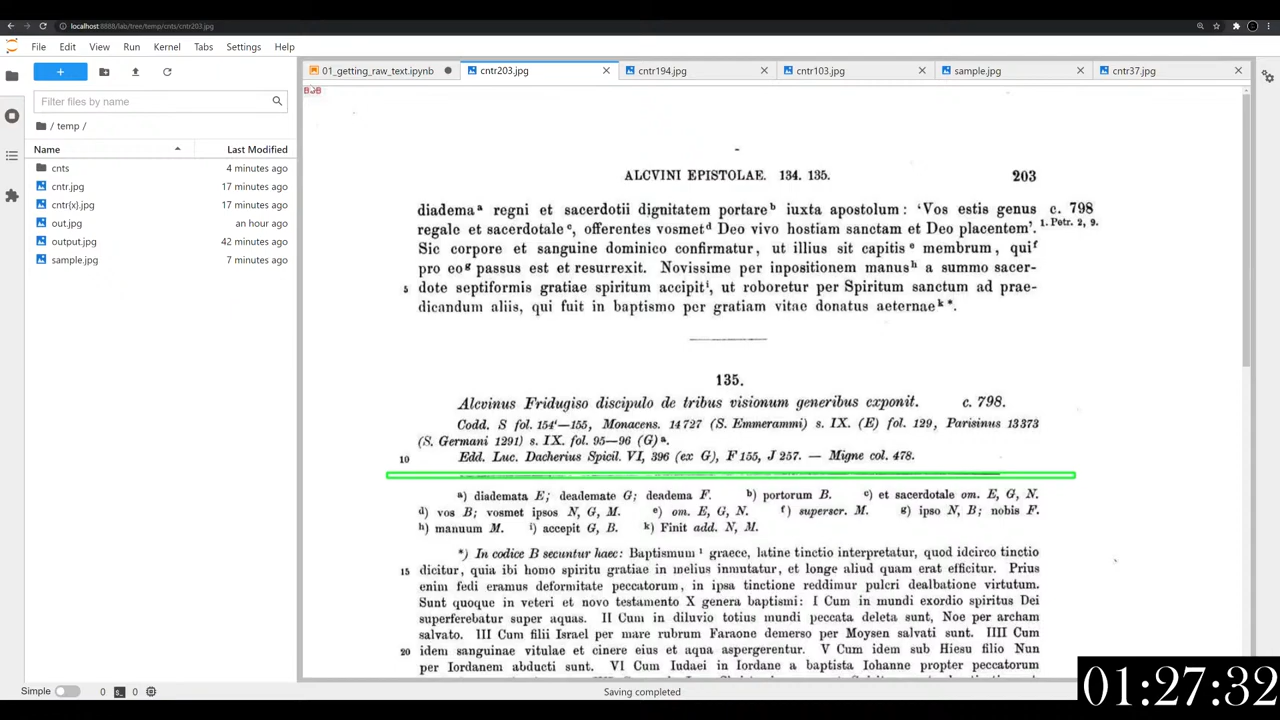 localhost:8888/lab/tree/temp/cnts/cntr203.jpg
File Edit View Run Kernel Tabs Settings Help
01_getting_raw_text.ipynb cntr203.jpg cntr194.jpg cntr103.jpg sample.jpg cntr37.jpg
Filter files by name
/ temp /
Name Last Modified
cnts 4 minutes ago
cntr.jpg 17 minutes ago
cntr(x).jpg 17 minutes ago
out.jpg an hour ago
output.jpg 42 minutes ago
sample.jpg 7 minutes ago
ALCVINI EPISTOLAE. 134. 135. 203
diademaᵃ regni et sacerdotii dignitatem portareᵇ iuxta apostolum: ‘Vos estis genus c. 798
regale et sacerdotaleᶜ, offerentes vosmetᵈ Deo vivo hostiam sanctam et Deo placentem’. 1. Petr. 2, 9.
Sic corpore et sanguine dominico confirmatur, ut illius sit capitisᵉ membrum, quiᶠ
pro eoᵍ passus est et resurrexit. Novissime per inpositionem manusʰ a summo sacer-
5 dote septiformis gratiae spiritum accipitⁱ, ut roboretur per Spiritum sanctum ad prae-
dicandum aliis, qui fuit in baptismo per gratiam vitae donatus aeternaeᵏ*.
135.
Alcvinus Fridugiso discipulo de tribus visionum generibus exponit. c. 798.
Codd. S fol. 154'—155, Monacens. 14727 (S. Emmerammi) s. IX. (E) fol. 129, Parisinus 13373
(S. Germani 1291) s. IX. fol. 95—96 (G)ᵃ.
10 Edd. Luc. Dacherius Spicil. VI, 396 (ex G), F 155, J 257. — Migne col. 478.
ᵃ) diademata E; deademate G; deadema F. ᵇ) portorum B. ᶜ) et sacerdotale om. E, G, N.
ᵈ) vos B; vosmet ipsos N, G, M. ᵉ) om. E, G, N. ᶠ) superscr. M. ᵍ) ipso N, B; nobis F.
ʰ) manuum M. ⁱ) accepit G, B. ᵏ) Finit add. N, M.
*) In codice B secuntur haec: Baptismum¹ graece, latine tinctio interpretatur, quod idcirco tinctio
15 dicitur, quia ibi homo spiritu gratiae in melius inmutatur, et longe aliud quam erat efficitur. Prius
enim fedi eramus deformitate peccatorum, in ipsa tinctione reddimur pulcri dealbatione virtutum.
Sunt quoque in veteri et novo testamento X genera baptismi: I Cum in mundi exordio spiritus Dei
superferebatur super aquas. II Cum in diluvio totius mundi peccata deleta sunt, Noe per archam
salvato. III Cum filii Israel per mare rubrum Faraone demerso per Moysen salvati sunt. IIII Cum
20 idem sanguinae vitulae et cinere eius et aqua aspergerentur. V Cum idem sub Hiesu filio Nun
per Iordanem abducti sunt. VI Cum Iudaei in Iordane a baptista Iohanne propter peccatorum
Simple 0 0 Saving completed
01:27:32